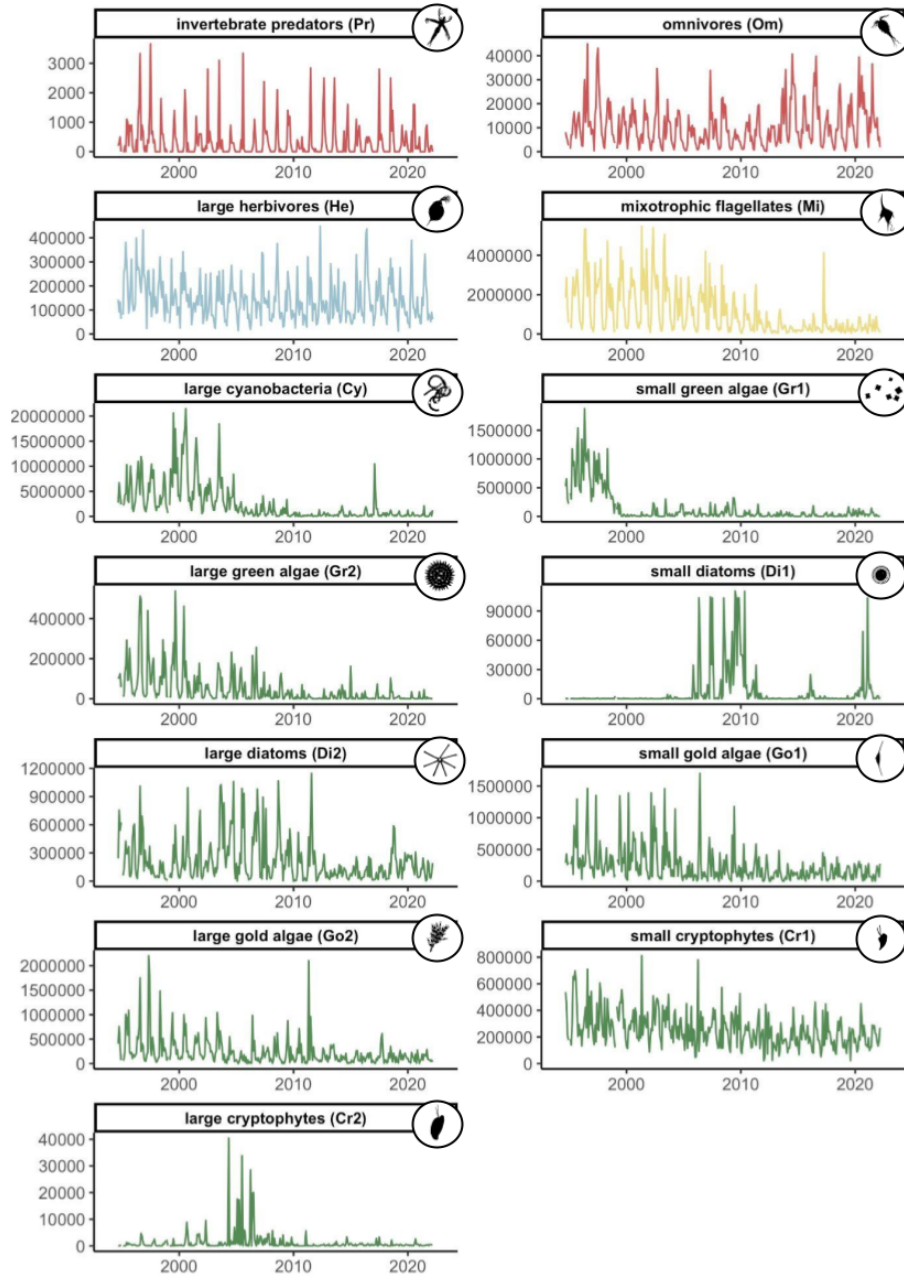 invertebrate predators (Pr)
3000
2000
1000
0
2000 2010 2020
omnivores (Om)
40000
30000
20000
10000
0
2000 2010 2020
large herbivores (He)
400000
300000
200000
100000
0
2000 2010 2020
mixotrophic flagellates (Mi)
4000000
2000000
0
2000 2010 2020
large cyanobacteria (Cy)
20000000
15000000
10000000
5000000
0
2000 2010 2020
small green algae (Gr1)
1500000
1000000
500000
0
2000 2010 2020
large green algae (Gr2)
400000
200000
0
2000 2010 2020
small diatoms (Di1)
90000
60000
30000
0
2000 2010 2020
large diatoms (Di2)
1200000
900000
600000
300000
0
2000 2010 2020
small gold algae (Go1)
1500000
1000000
500000
0
2000 2010 2020
large gold algae (Go2)
2000000
1500000
1000000
500000
0
2000 2010 2020
small cryptophytes (Cr1)
800000
600000
400000
200000
0
2000 2010 2020
large cryptophytes (Cr2)
40000
30000
20000
10000
0
2000 2010 2020